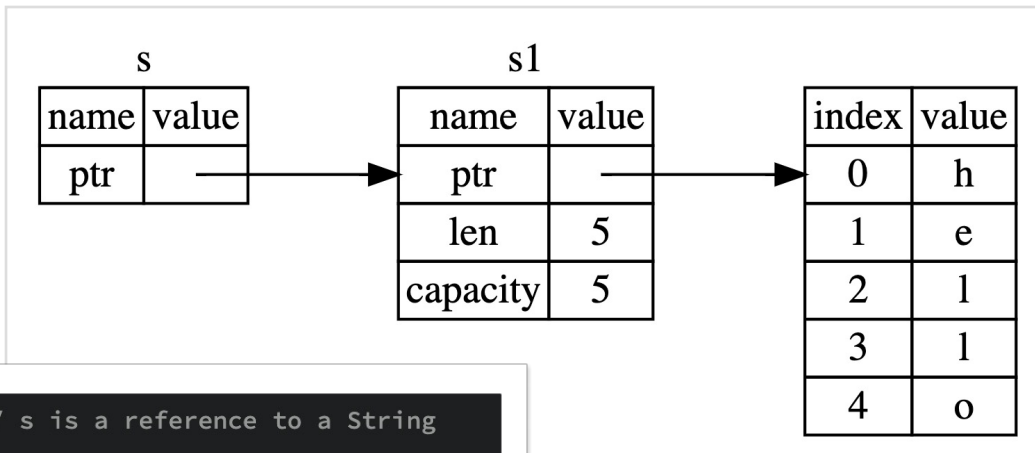 s
name value
ptr
s1
name value
ptr
len 5
capacity 5
index value
0 h
1 e
2 l
3 l
4 o
s is a reference to a String